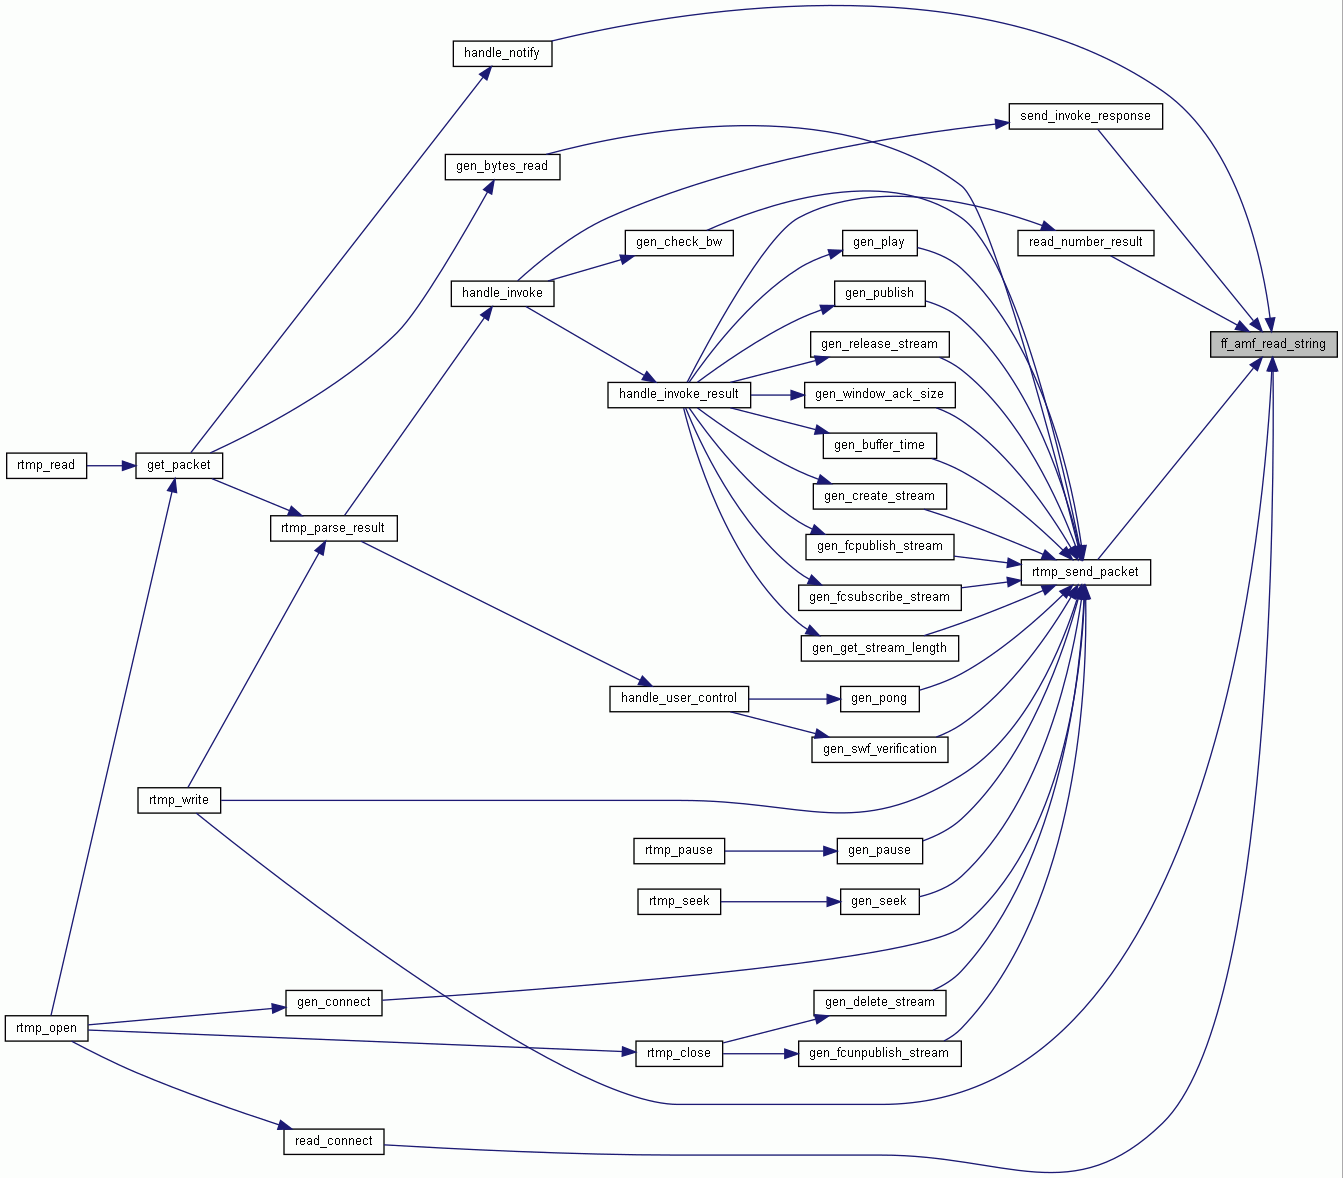 handle_notify
send_invoke_response
gen_bytes_read
gen_check_bw
gen_play
read_number_result
handle_invoke
gen_publish
gen_release_stream
ff_amf_read_string
handle_invoke_result
gen_window_ack_size
gen_buffer_time
rtmp_read
get_packet
gen_create_stream
rtmp_parse_result
gen_fcpublish_stream
rtmp_send_packet
gen_fcsubscribe_stream
gen_get_stream_length
handle_user_control
gen_pong
gen_swf_verification
rtmp_write
rtmp_pause
gen_pause
rtmp_seek
gen_seek
gen_connect
gen_delete_stream
rtmp_open
rtmp_close
gen_fcunpublish_stream
read_connect